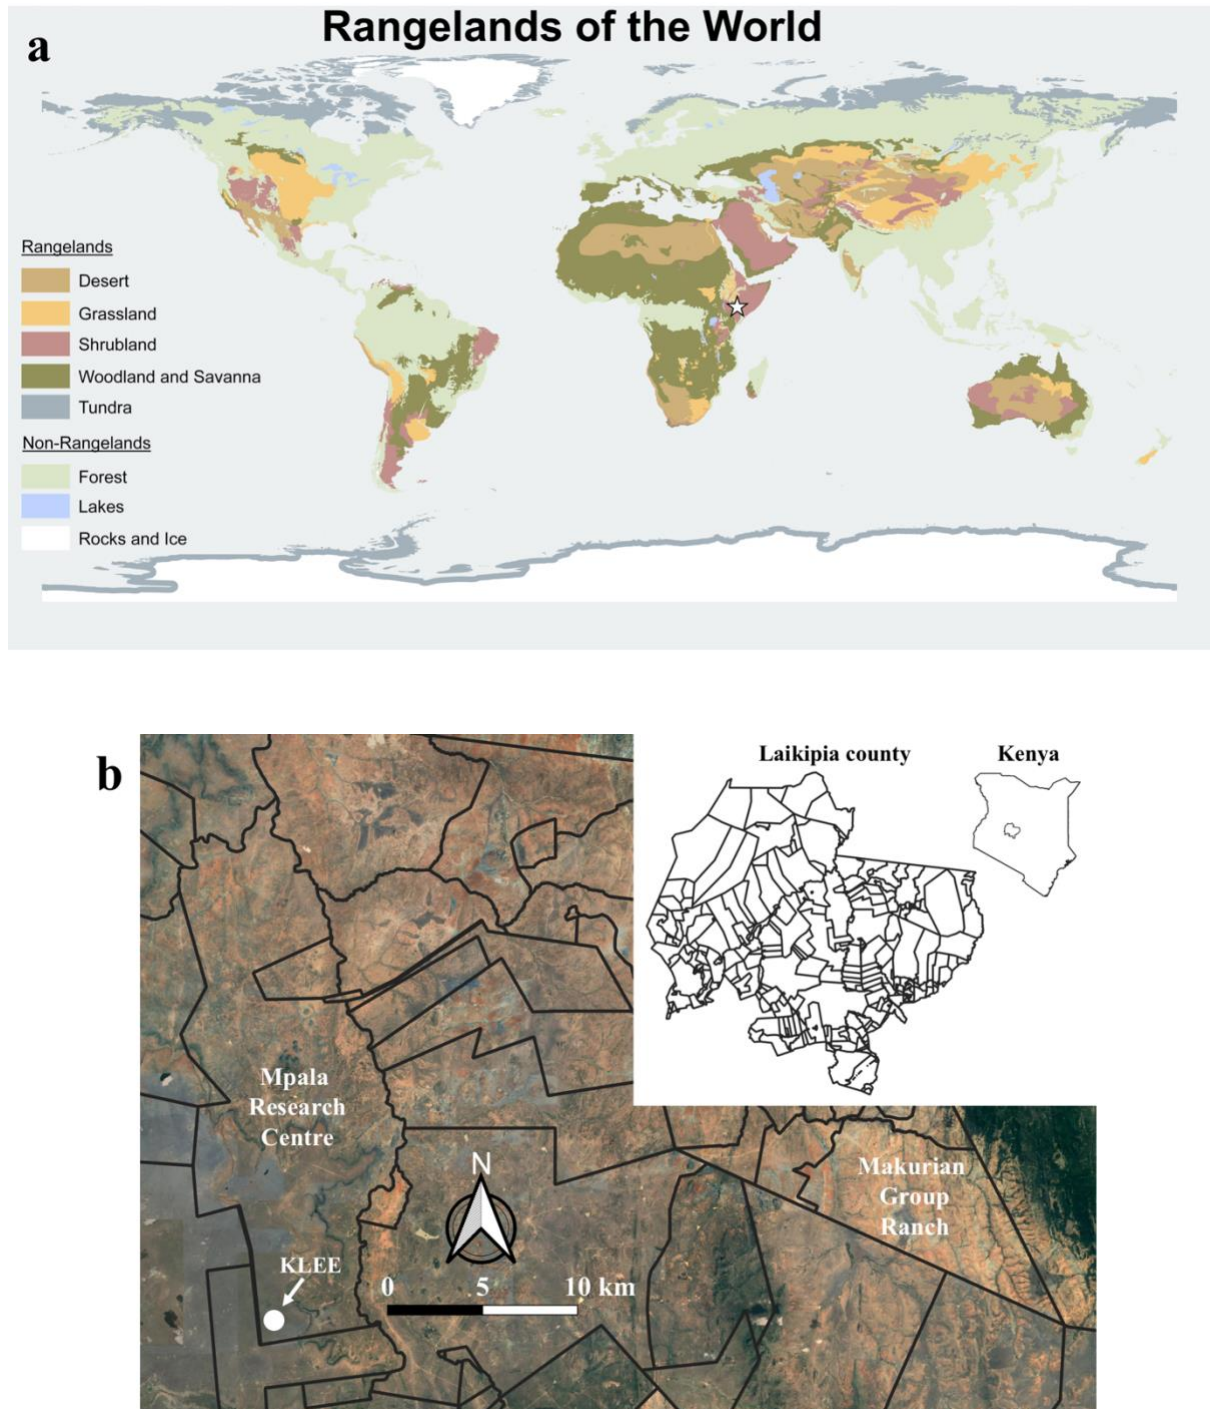 Rangelands of the World
a
Rangelands
Desert
Grassland
Shrubland
Woodland and Savanna
Tundra
Non-Rangelands
Forest
Lakes
Rocks and Ice
b
Laikipia county
Kenya
Mpala
Research
Centre
Makurian
Group
Ranch
N
KLEE
0 5 10 km